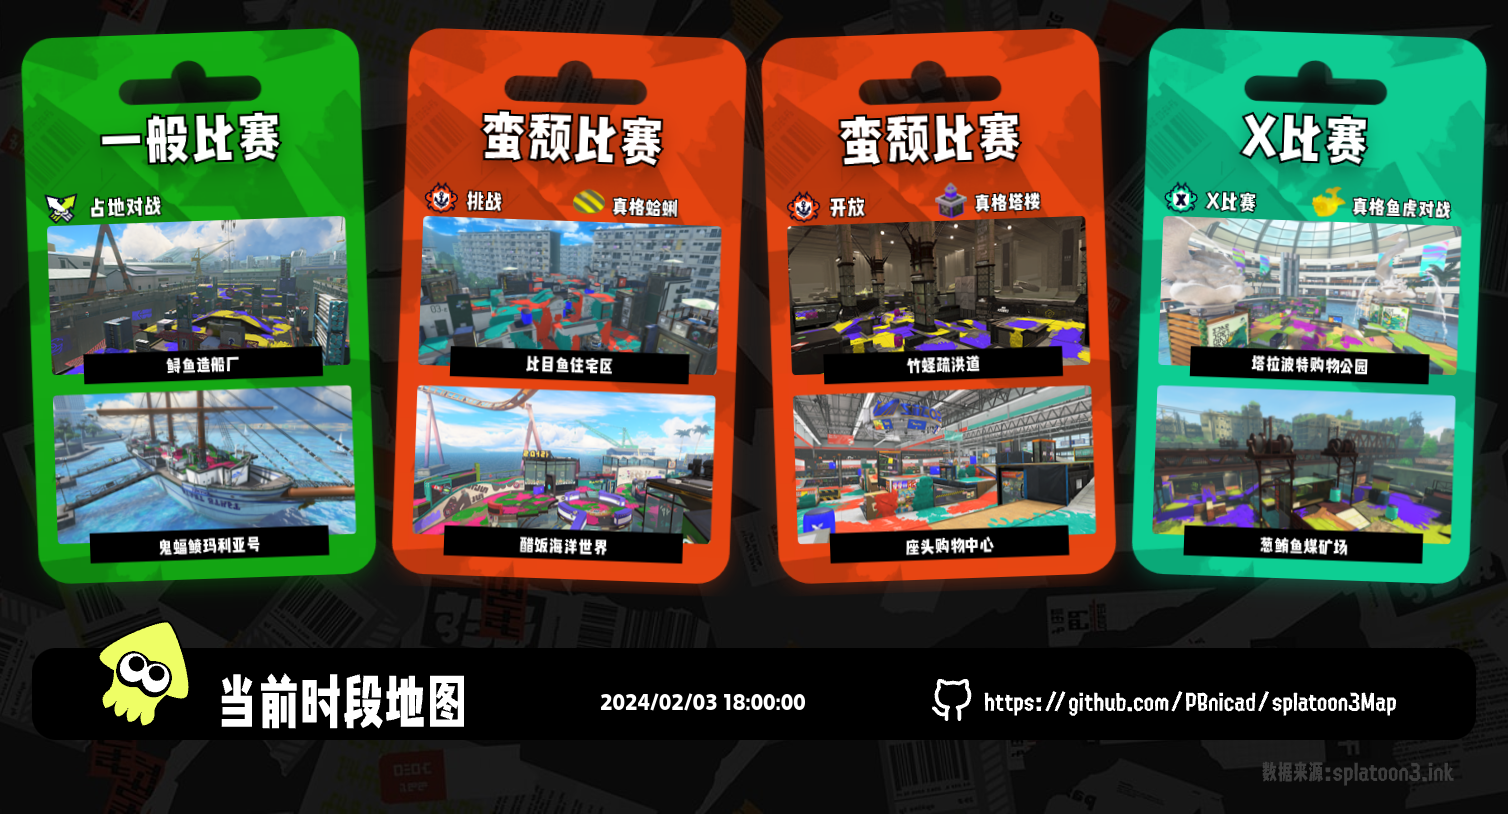 一般比赛
占地对战
鲟鱼造船厂
鬼蝠鲼玛利亚号
蛮颓比赛
挑战
真格蛤蜊
比目鱼住宅区
醋饭海洋世界
蛮颓比赛
开放
真格塔楼
竹蛏疏洪道
座头购物中心
X比赛
X比赛
真格鱼虎对战
塔拉波特购物公园
葱鲔鱼煤矿场
当前时段地图
2024/02/03 18:00:00
https://github.com/PBnicad/splatoon3Map
数据来源:splatoon3.ink